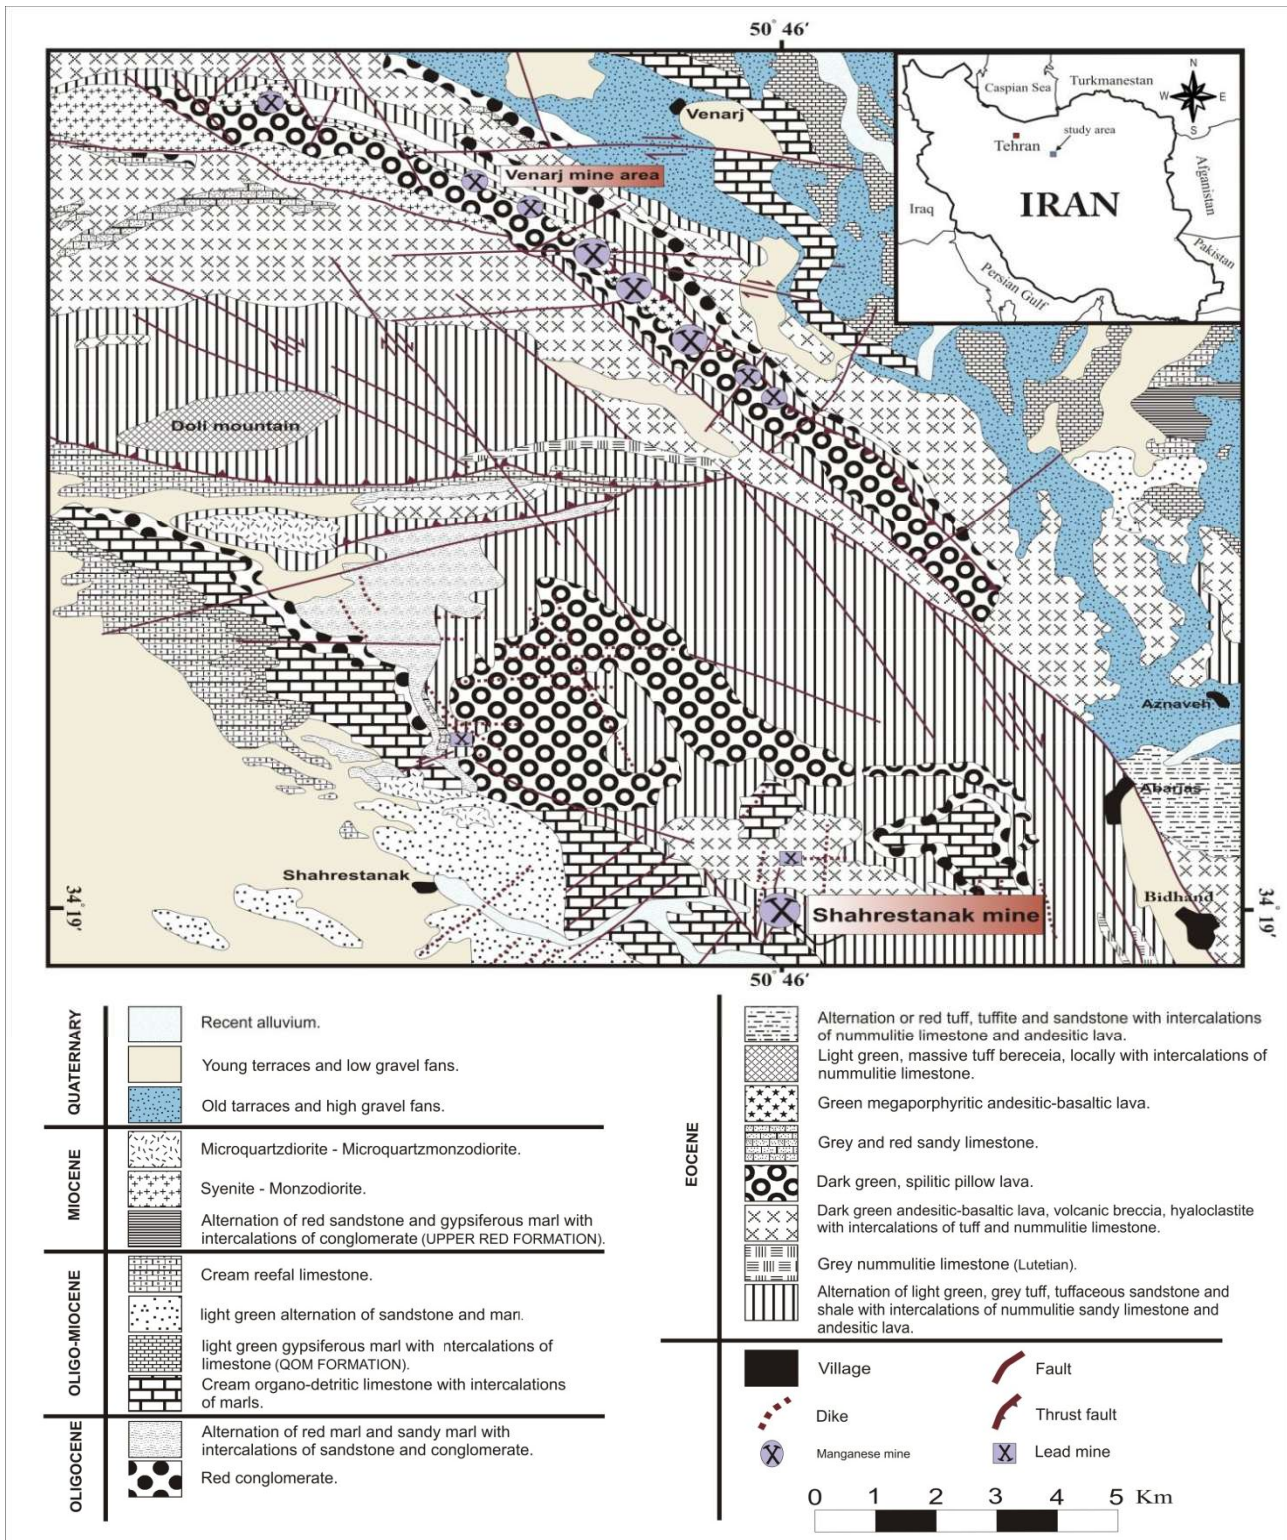 50° 46′
Venarj
Venarj mine area
Doli mountain
Aznaveh
Abarjas
Shahrestanak
Bidhand
Shahrestanak mine
34° 19′
34° 19′
50° 46′
Caspian Sea
Turkmanestan
N
W
E
S
study area
Tehran
Afganistan
IRAN
Iraq
Pakistan
Persian Gulf
QUATERNARY
Recent alluvium.
Young terraces and low gravel fans.
Old tarraces and high gravel fans.
MIOCENE
Microquartzdiorite - Microquartzmonzodiorite.
Syenite - Monzodiorite.
Alternation of red sandstone and gypsiferous marl with
intercalations of conglomerate (UPPER RED FORMATION).
OLIGO-MIOCENE
Cream reefal limestone.
light green alternation of sandstone and marl.
light green gypsiferous marl with intercalations of
limestone (QOM FORMATION).
Cream organo-detritic limestone with intercalations
of marls.
OLIGOCENE
Alternation of red marl and sandy marl with
intercalations of sandstone and conglomerate.
Red conglomerate.
EOCENE
Alternation or red tuff, tuffite and sandstone with intercalations
of nummulitic limestone and andesitic lava.
Light green, massive tuff bereceia, locally with intercalations of
nummulitie limestone.
Green megaporphyritic andesitic-basaltic lava.
Grey and red sandy limestone.
Dark green, spilitic pillow lava.
Dark green andesitic-basaltic lava, volcanic breccia, hyaloclastite
with intercalations of tuff and nummulitie limestone.
Grey nummulitie limestone (Lutetian).
Alternation of light green, grey tuff, tuffaceous sandstone and
shale with intercalations of nummulitie sandy limestone and
andesitic lava.
Village
Fault
Dike
Thrust fault
Manganese mine
Lead mine
0 1 2 3 4 5 Km